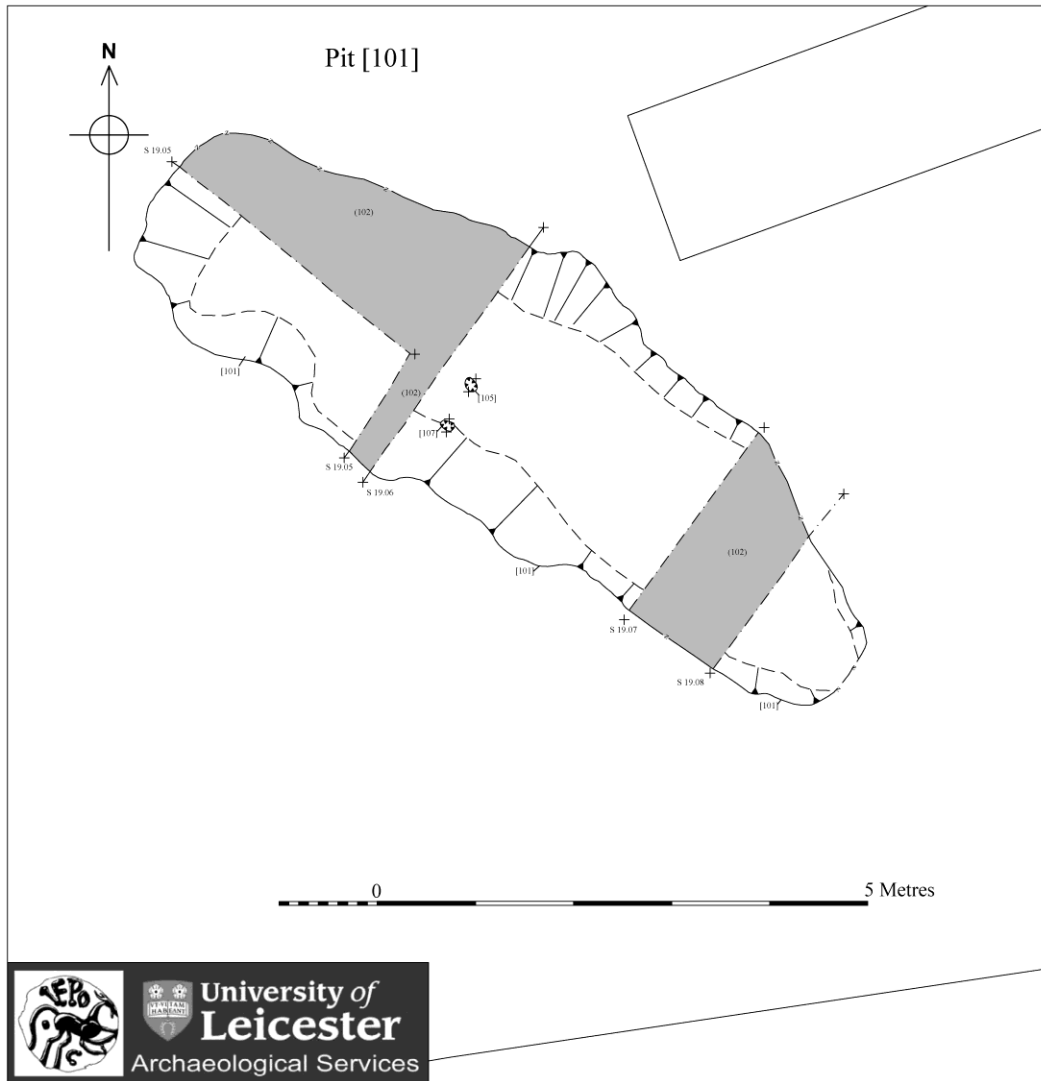 Pit [101]
N
S 19.05
(102)
[101]
(102)
[105]
[107]
S 19.05
S 19.06
(102)
[101]
S 19.07
S 19.08
[101]
0 5 Metres
University of
Leicester
Archaeological Services